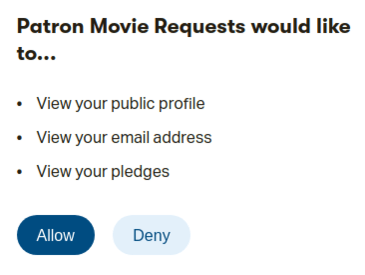 Patron Movie Requests would like
to...
• View your public profile
• View your email address
• View your pledges
Allow Deny